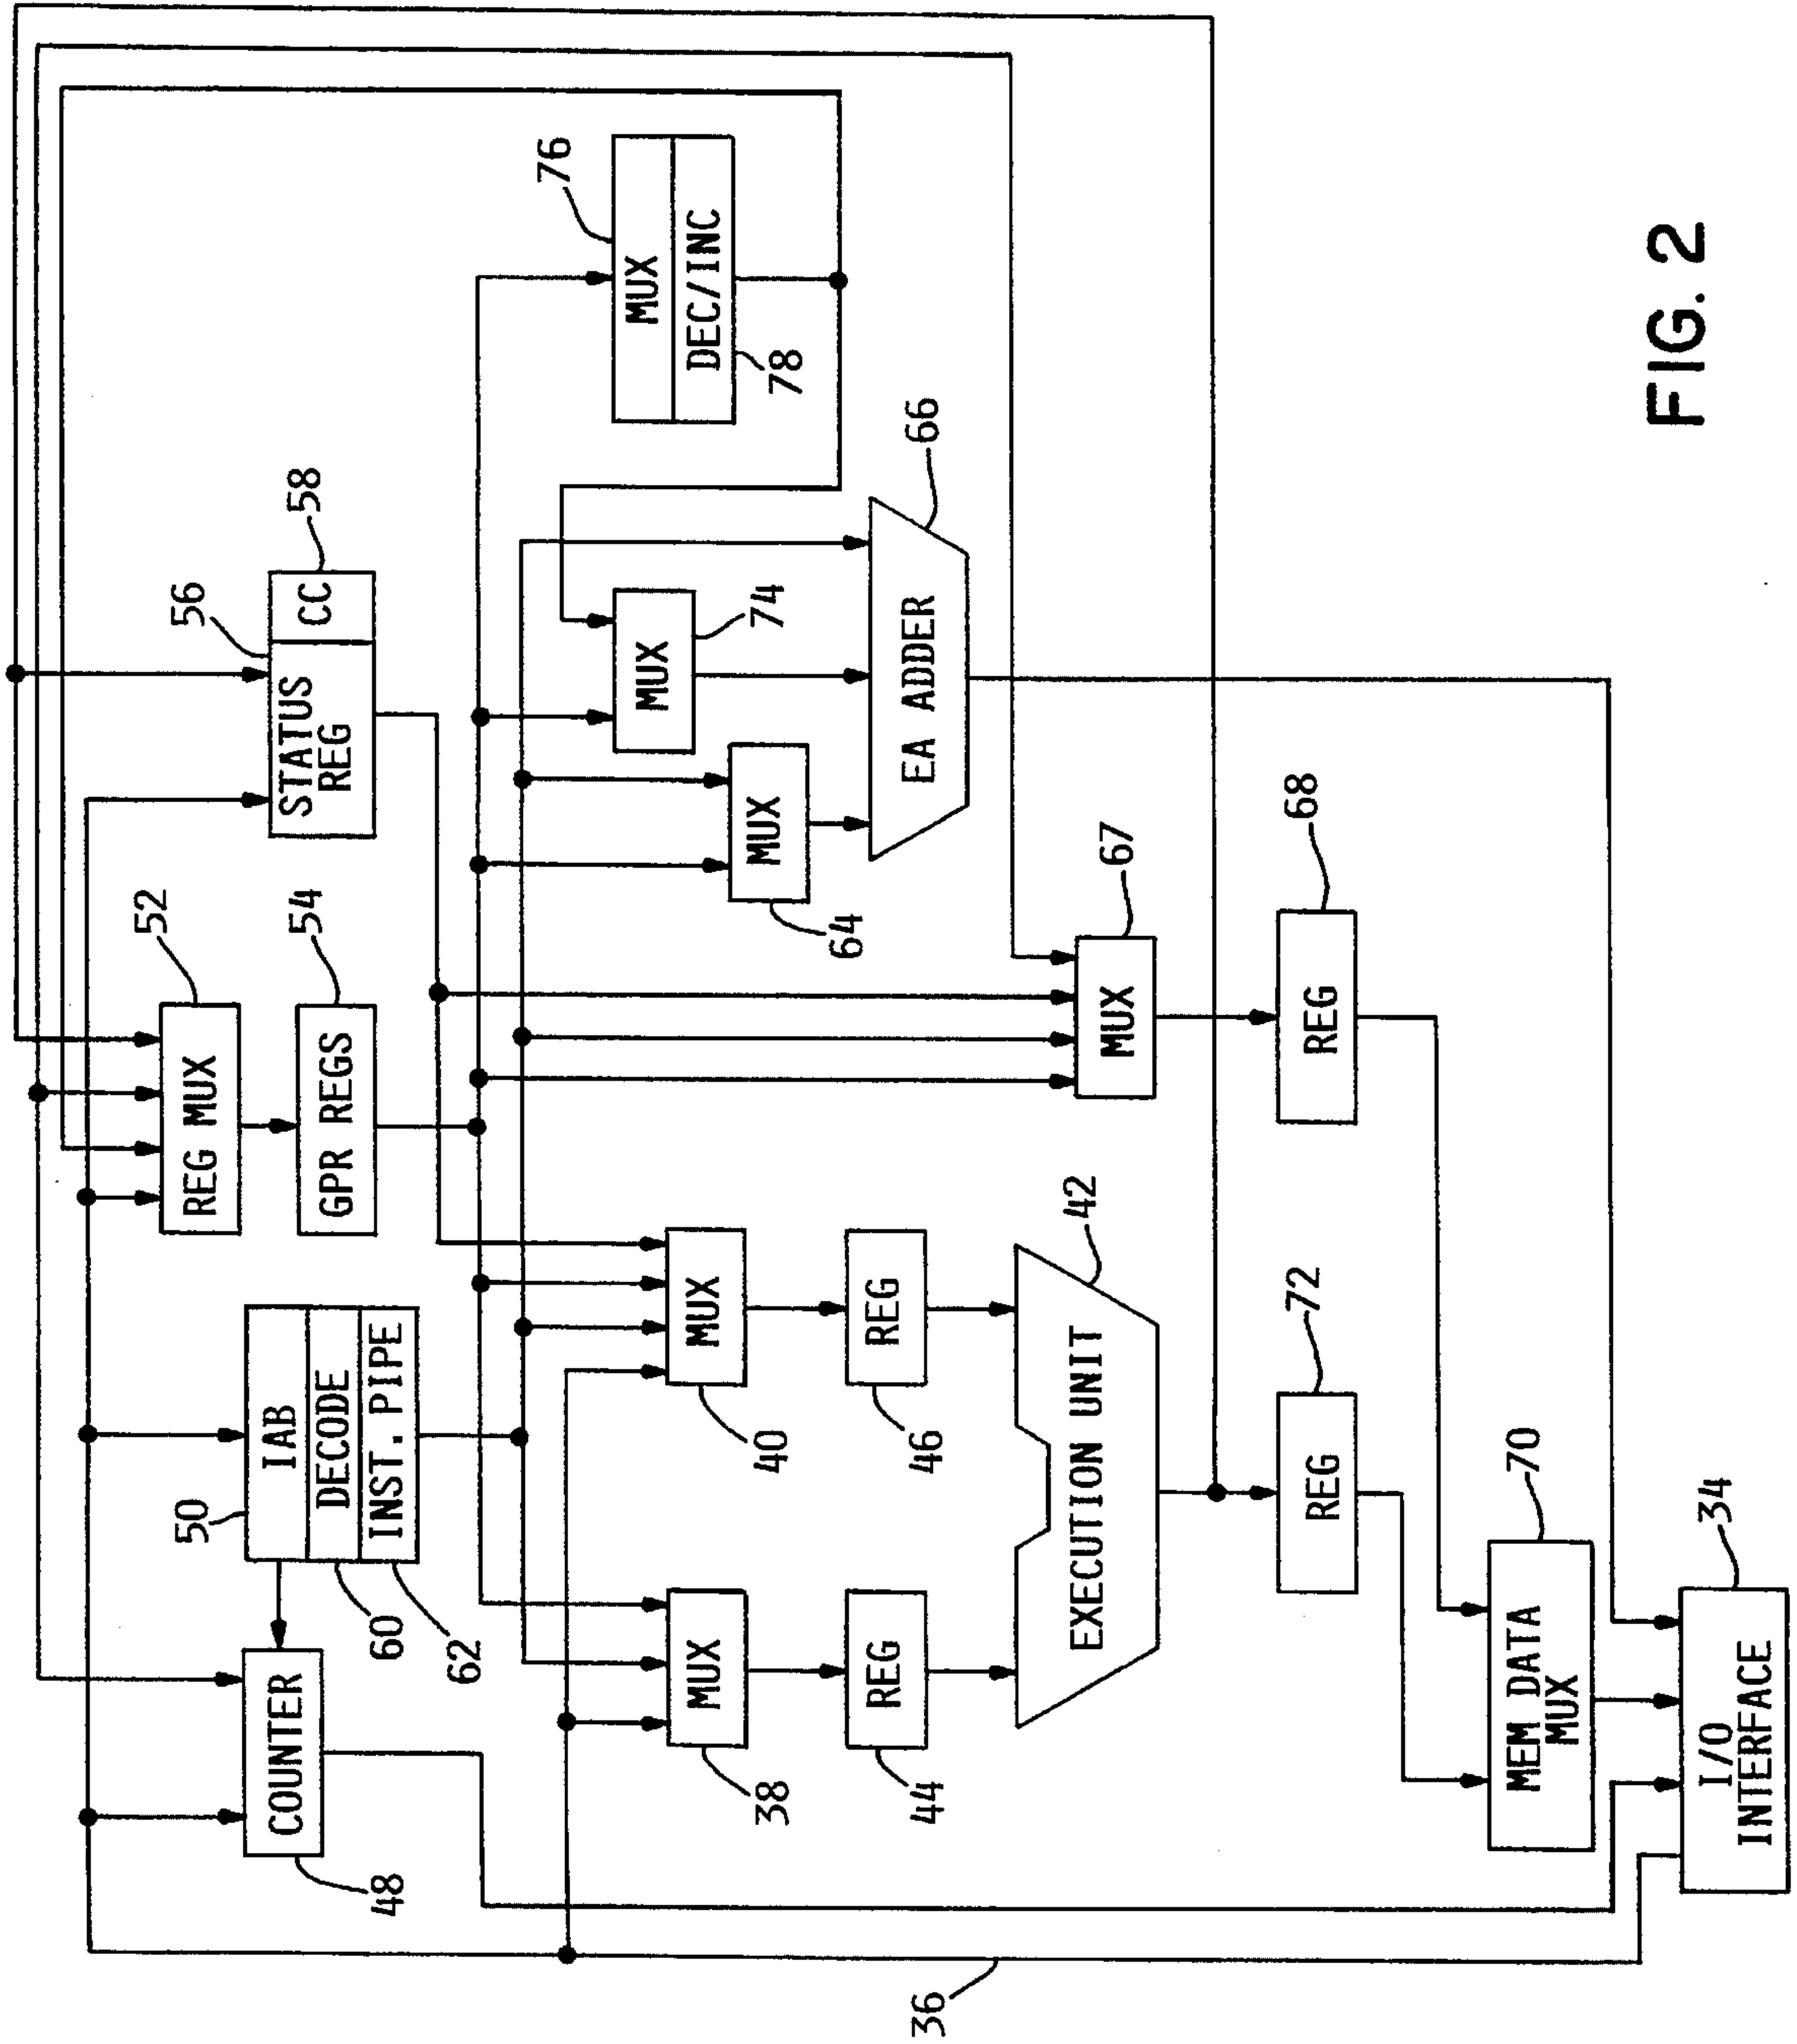 48
COUNTER
50
IAB
60
DECODE
62
INST. PIPE
52
REG MUX
54
GPR REGS
56
58
STATUS
REG
CC
76
MUX
DEC/INC
78
38
MUX
40
MUX
64
MUX
MUX
74
44
REG
46
REG
EA ADDER
66
EXECUTION UNIT
42
MUX
67
REG
72
REG
68
36
MEM DATA
MUX
70
I/O
INTERFACE
34
FIG. 2